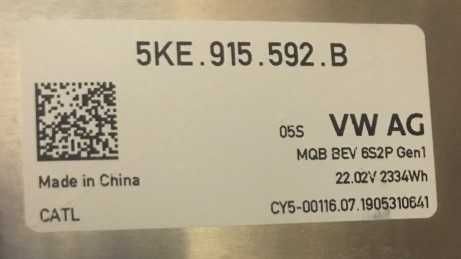 5KE.915.592.B
05S VW AG
MQB BEV 6S2P Gen1
Made in China 22.02V 2334Wh
CATL CY5-00116.07.1905310641